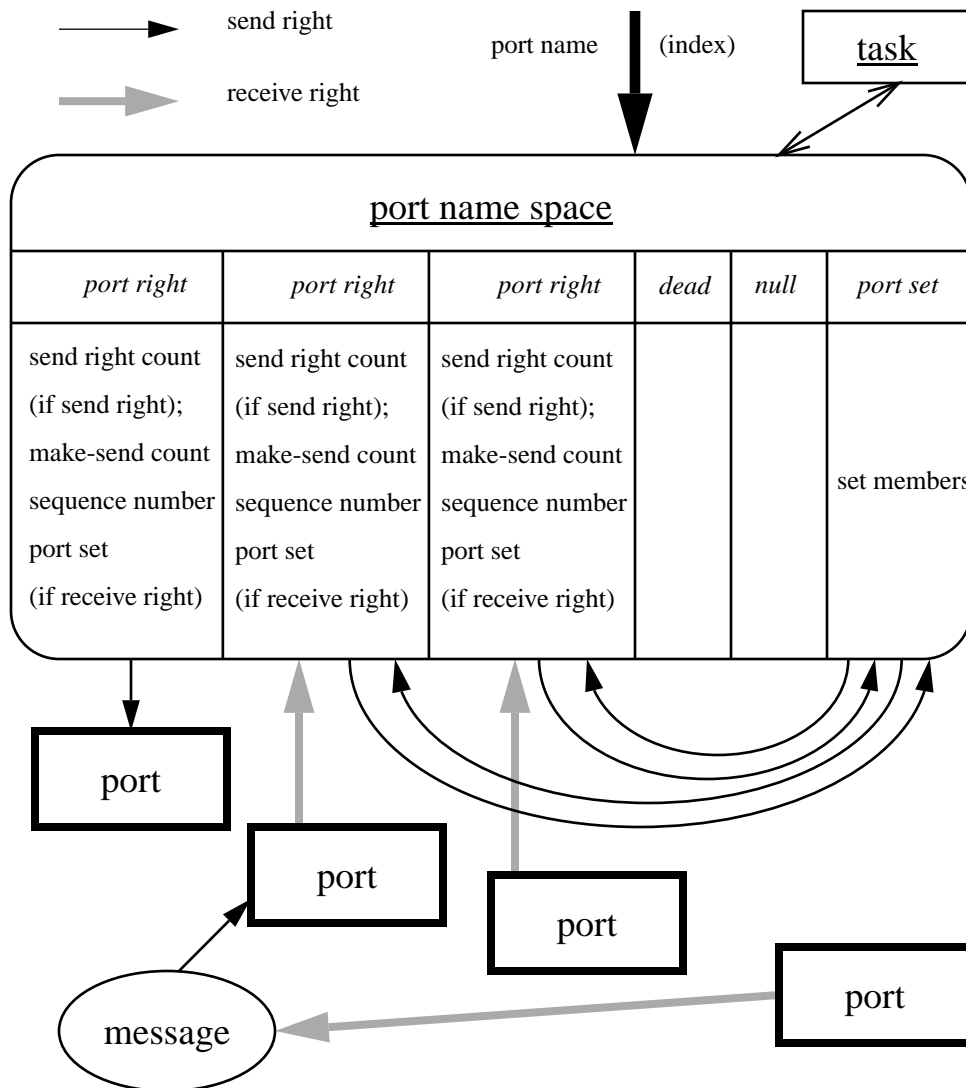 send right
receive right
port name
(index)
task
port name space
port right
port right
port right
dead
null
port set
send right count
(if send right);
make-send count
sequence number
port set
(if receive right)
send right count
(if send right);
make-send count
sequence number
port set
(if receive right)
send right count
(if send right);
make-send count
sequence number
port set
(if receive right)
set members
port
port
port
port
message